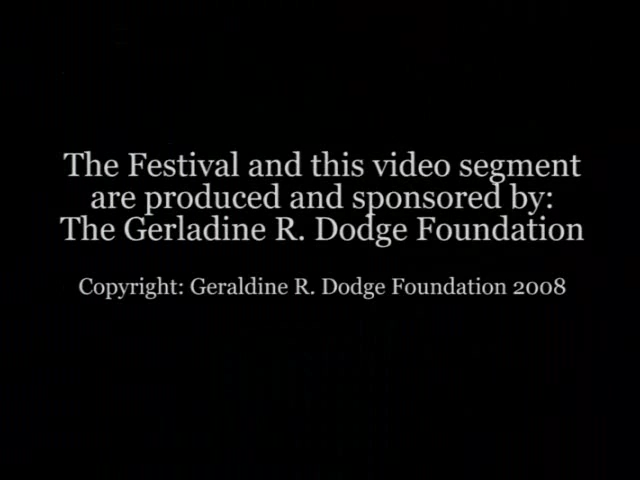 The Festival and this video segment
are produced and sponsored by:
The Gerladine R. Dodge Foundation
Copyright: Geraldine R. Dodge Foundation 2008